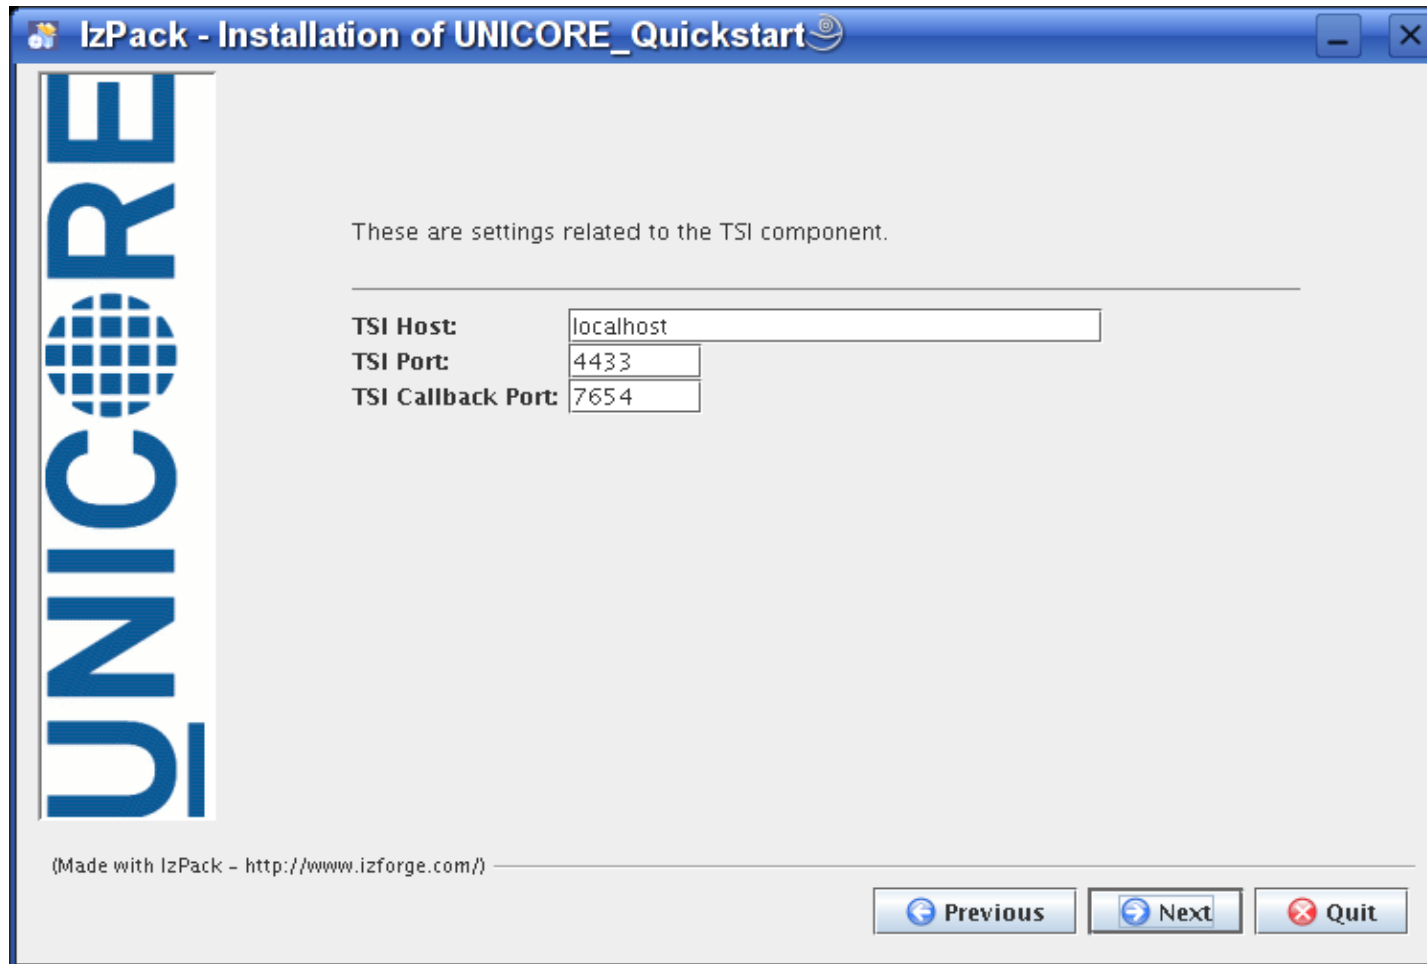 IzPack - Installation of UNICORE_Quickstart
UNICORE
These are settings related to the TSI component.
TSI Host: localhost
TSI Port: 4433
TSI Callback Port: 7654
(Made with IzPack - http://www.izforge.com/)
Previous Next Quit